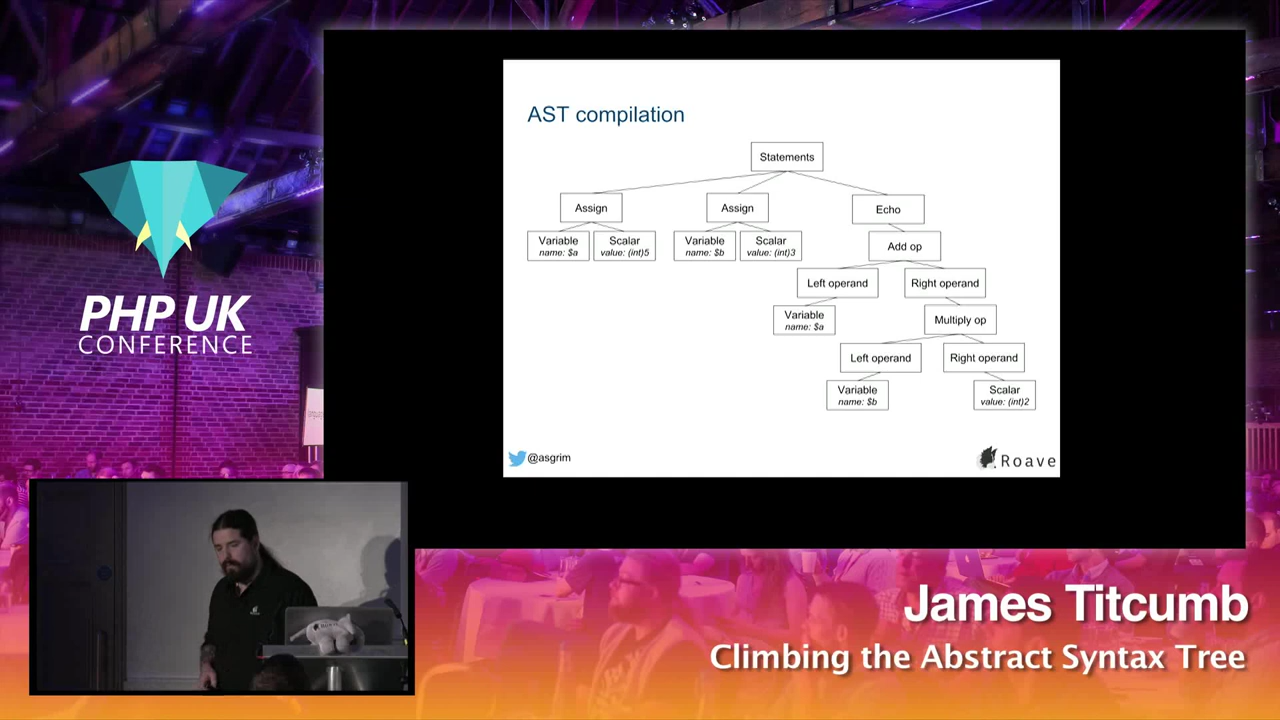 AST compilation
Statements
Assign
Assign
Echo
Variable
name: $a
Scalar
value: (int)5
Variable
name: $b
Scalar
value: (int)3
Add op
Left operand
Right operand
Variable
name: $a
Multiply op
Left operand
Right operand
Variable
name: $b
Scalar
value: (int)2
@asgrim
Roave
PHP UK
CONFERENCE
James Titcumb
Climbing the Abstract Syntax Tree